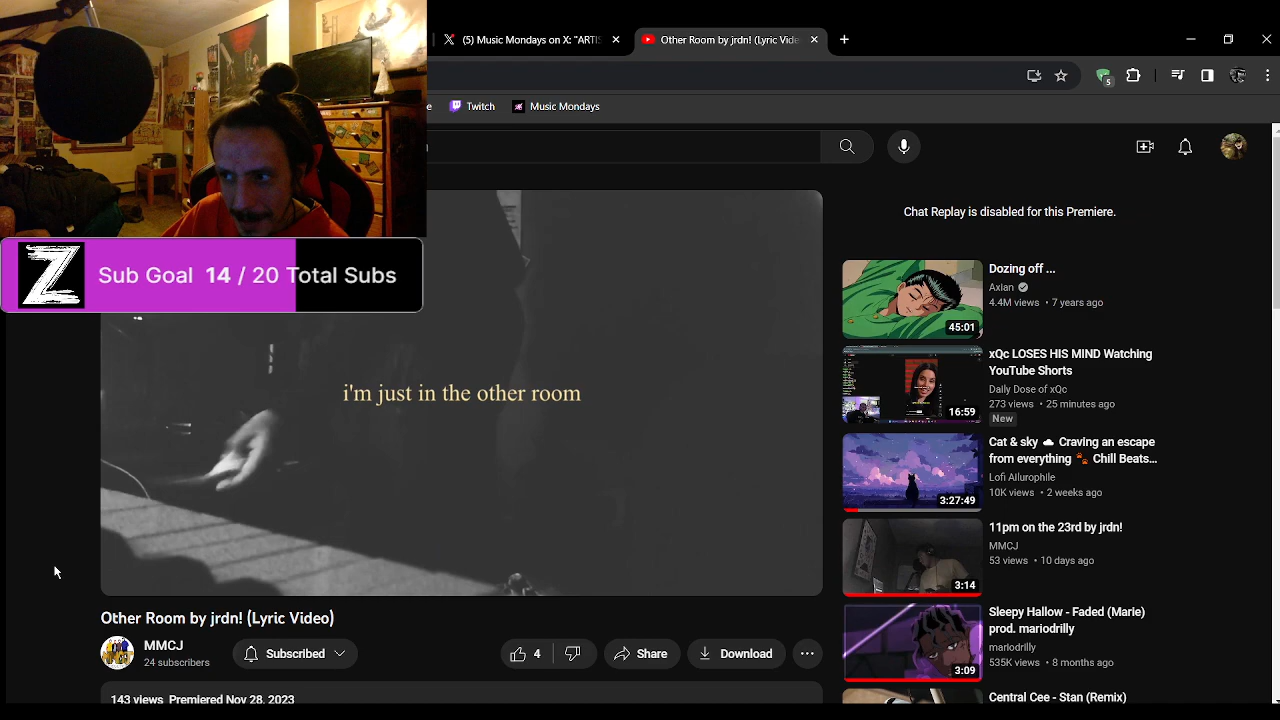 (5) Music Mondays on X: "ARTIS
Other Room by jrdn! (Lyric Vide
Twitch
Music Mondays
5
Sub Goal 14 / 20 Total Subs
i'm just in the other room
Other Room by jrdn! (Lyric Video)
MMCJ
24 subscribers
Subscribed
4
Share
Download
143 views Premiered Nov 28, 2023
Chat Replay is disabled for this Premiere.
45:01
Dozing off ...
Axian
4.4M views • 7 years ago
16:59
xQc LOSES HIS MIND Watching
YouTube Shorts
Daily Dose of xQc
273 views • 25 minutes ago
New
3:27:49
Cat & sky ☁️ Craving an escape
from everything 🐾 Chill Beats...
Lofi Ailurophile
10K views • 2 weeks ago
3:14
11pm on the 23rd by jrdn!
MMCJ
53 views • 10 days ago
3:09
Sleepy Hallow - Faded (Marie)
prod. mariodrilly
mariodrilly
535K views • 8 months ago
Central Cee - Stan (Remix)